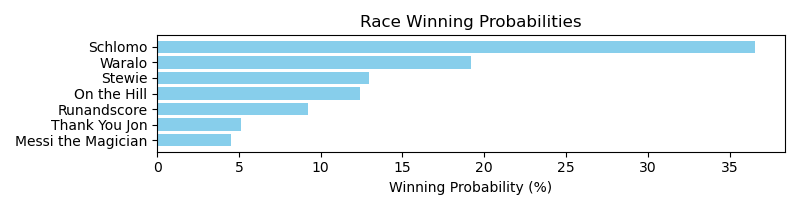 Race Winning Probabilities
Schlomo
Waralo
Stewie
On the Hill
Runandscore
Thank You Jon
Messi the Magician
0 5 10 15 20 25 30 35
Winning Probability (%)